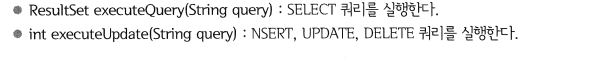 ● ResultSet executeQuery(String query) : SELECT 쿼리를 실행한다.
● int executeUpdate(String query) : NSERT, UPDATE, DELETE 쿼리를 실행한다.